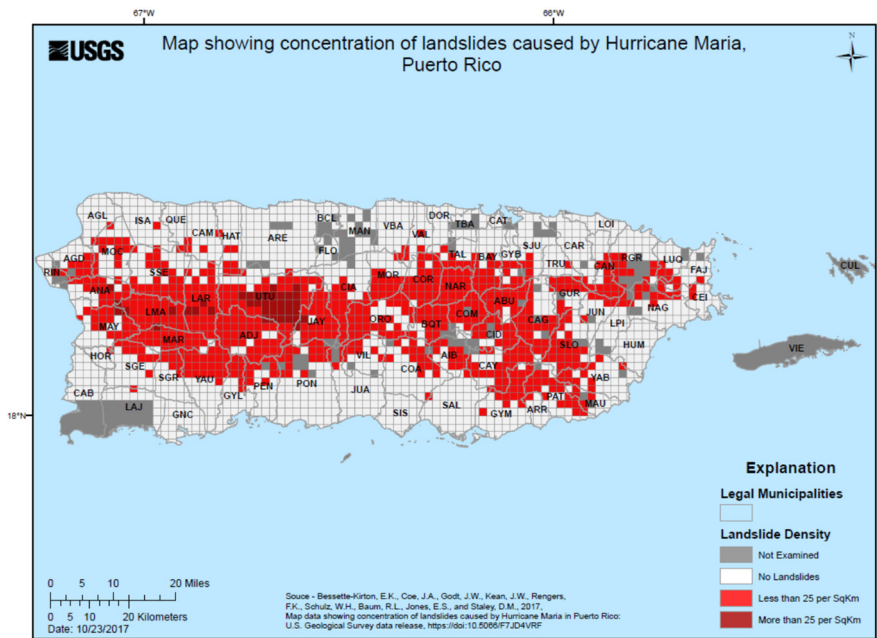 67°W
66°W
USGS
Map showing concentration of landslides caused by Hurricane Maria,
Puerto Rico
N
AGL
ISA
QUE
CAM
HAT
ARE
BCL
MAN
VBA
DOR
TBA
CAT
LOI
VAL
FLO
MOC
AGD
RIN
SSE
TAL
BAY
GYB
SJU
CAR
TRU
CAN
RGR
LUQ
FAJ
CUL
CEI
NAG
ANA
LMA
LAR
UTU
CIA
MOR
COR
NAR
ABU
GUR
JUN
LPI
HUM
VIE
MAY
MAR
ADJ
JAY
ORO
BQT
COM
CID
CAG
SLO
HOR
SGE
SGR
YAU
PEN
PON
VIL
COA
AIB
CAY
YAB
CAB
LAJ
GNC
GYL
JUA
SIS
SAL
GYM
ARR
PAT
MAU
18°N
Explanation
Legal Municipalities
Landslide Density
Not Examined
No Landslides
Less than 25 per SqKm
More than 25 per SqKm
0 5 10 20 Miles
0 5 10 20 Kilometers
Date: 10/23/2017
Souce - Bessette-Kirton, E.K., Coe, J.A., Godt, J.W., Kean, J.W., Rengers,
F.K., Schulz, W.H., Baum, R.L., Jones, E.S., and Staley, D.M., 2017,
Map data showing concentration of landslides caused by Hurricane Maria in Puerto Rico:
U.S. Geological Survey data release, https://doi:10.5066/F7JD4VRF